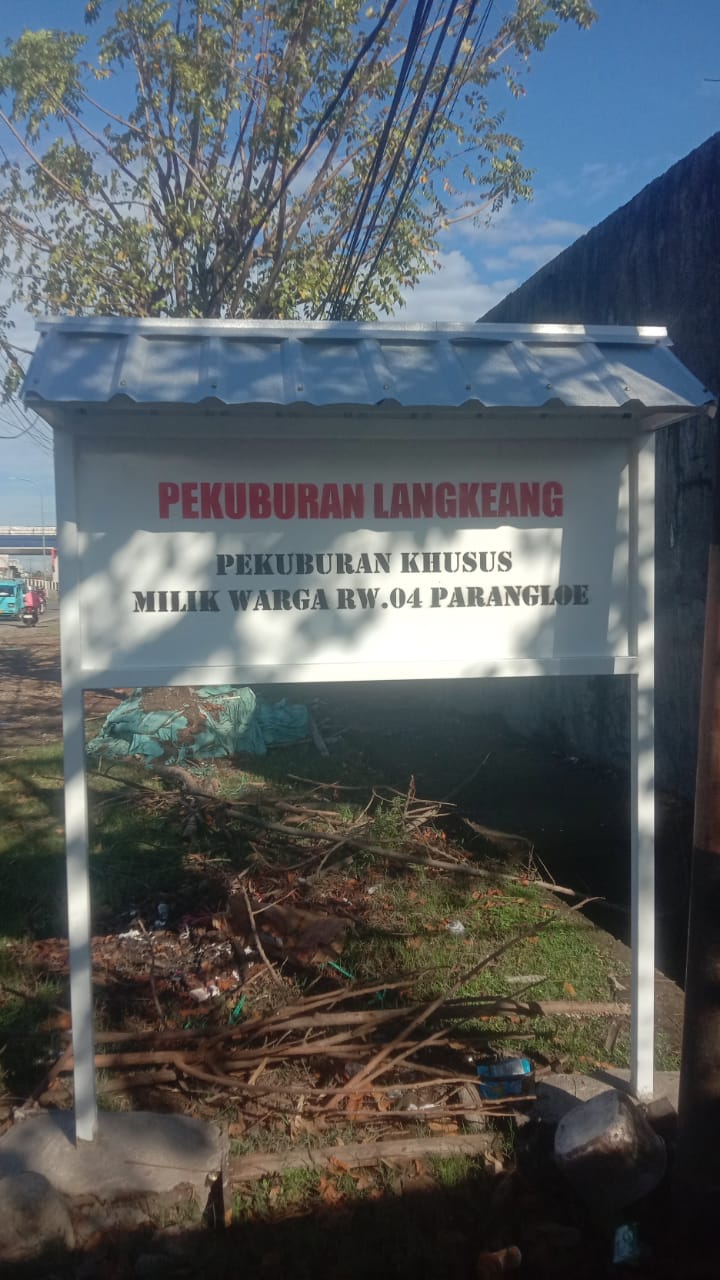 PEKUBURAN LANGKEANG
PEKUBURAN KHUSUS
MILIK WARGA RW.04 PARANGLOE